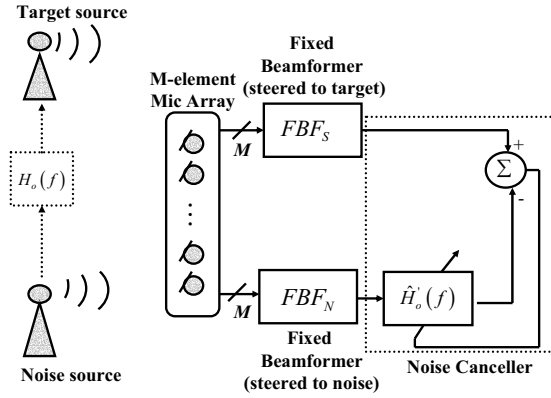 Target source
H_o(f)
Noise source
M-element
Mic Array
M
M
Fixed
Beamformer
(steered to target)
FBF_S
FBF_N
Fixed
Beamformer
(steered to noise)
Ĥ'_o(f)
+
Σ
-
Noise Canceller